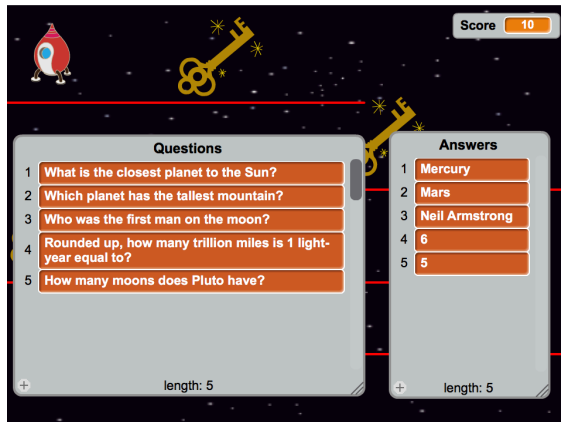 Score 10
Questions
1 What is the closest planet to the Sun?
2 Which planet has the tallest mountain?
3 Who was the first man on the moon?
4 Rounded up, how many trillion miles is 1 light-
year equal to?
5 How many moons does Pluto have?
+ length: 5
Answers
1 Mercury
2 Mars
3 Neil Armstrong
4 6
5 5
+ length: 5